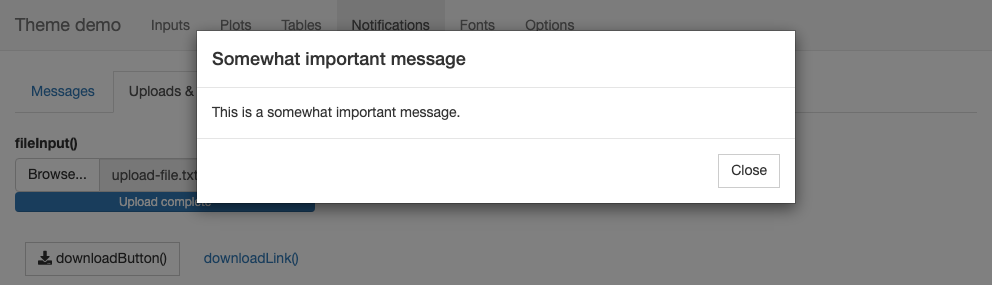 Theme demo Inputs Plots Tables Notifications Fonts Options
Somewhat important message
Messages Uploads &
This is a somewhat important message.
fileInput()
Browse... upload-file.txt
Close
Upload complete
downloadButton() downloadLink()